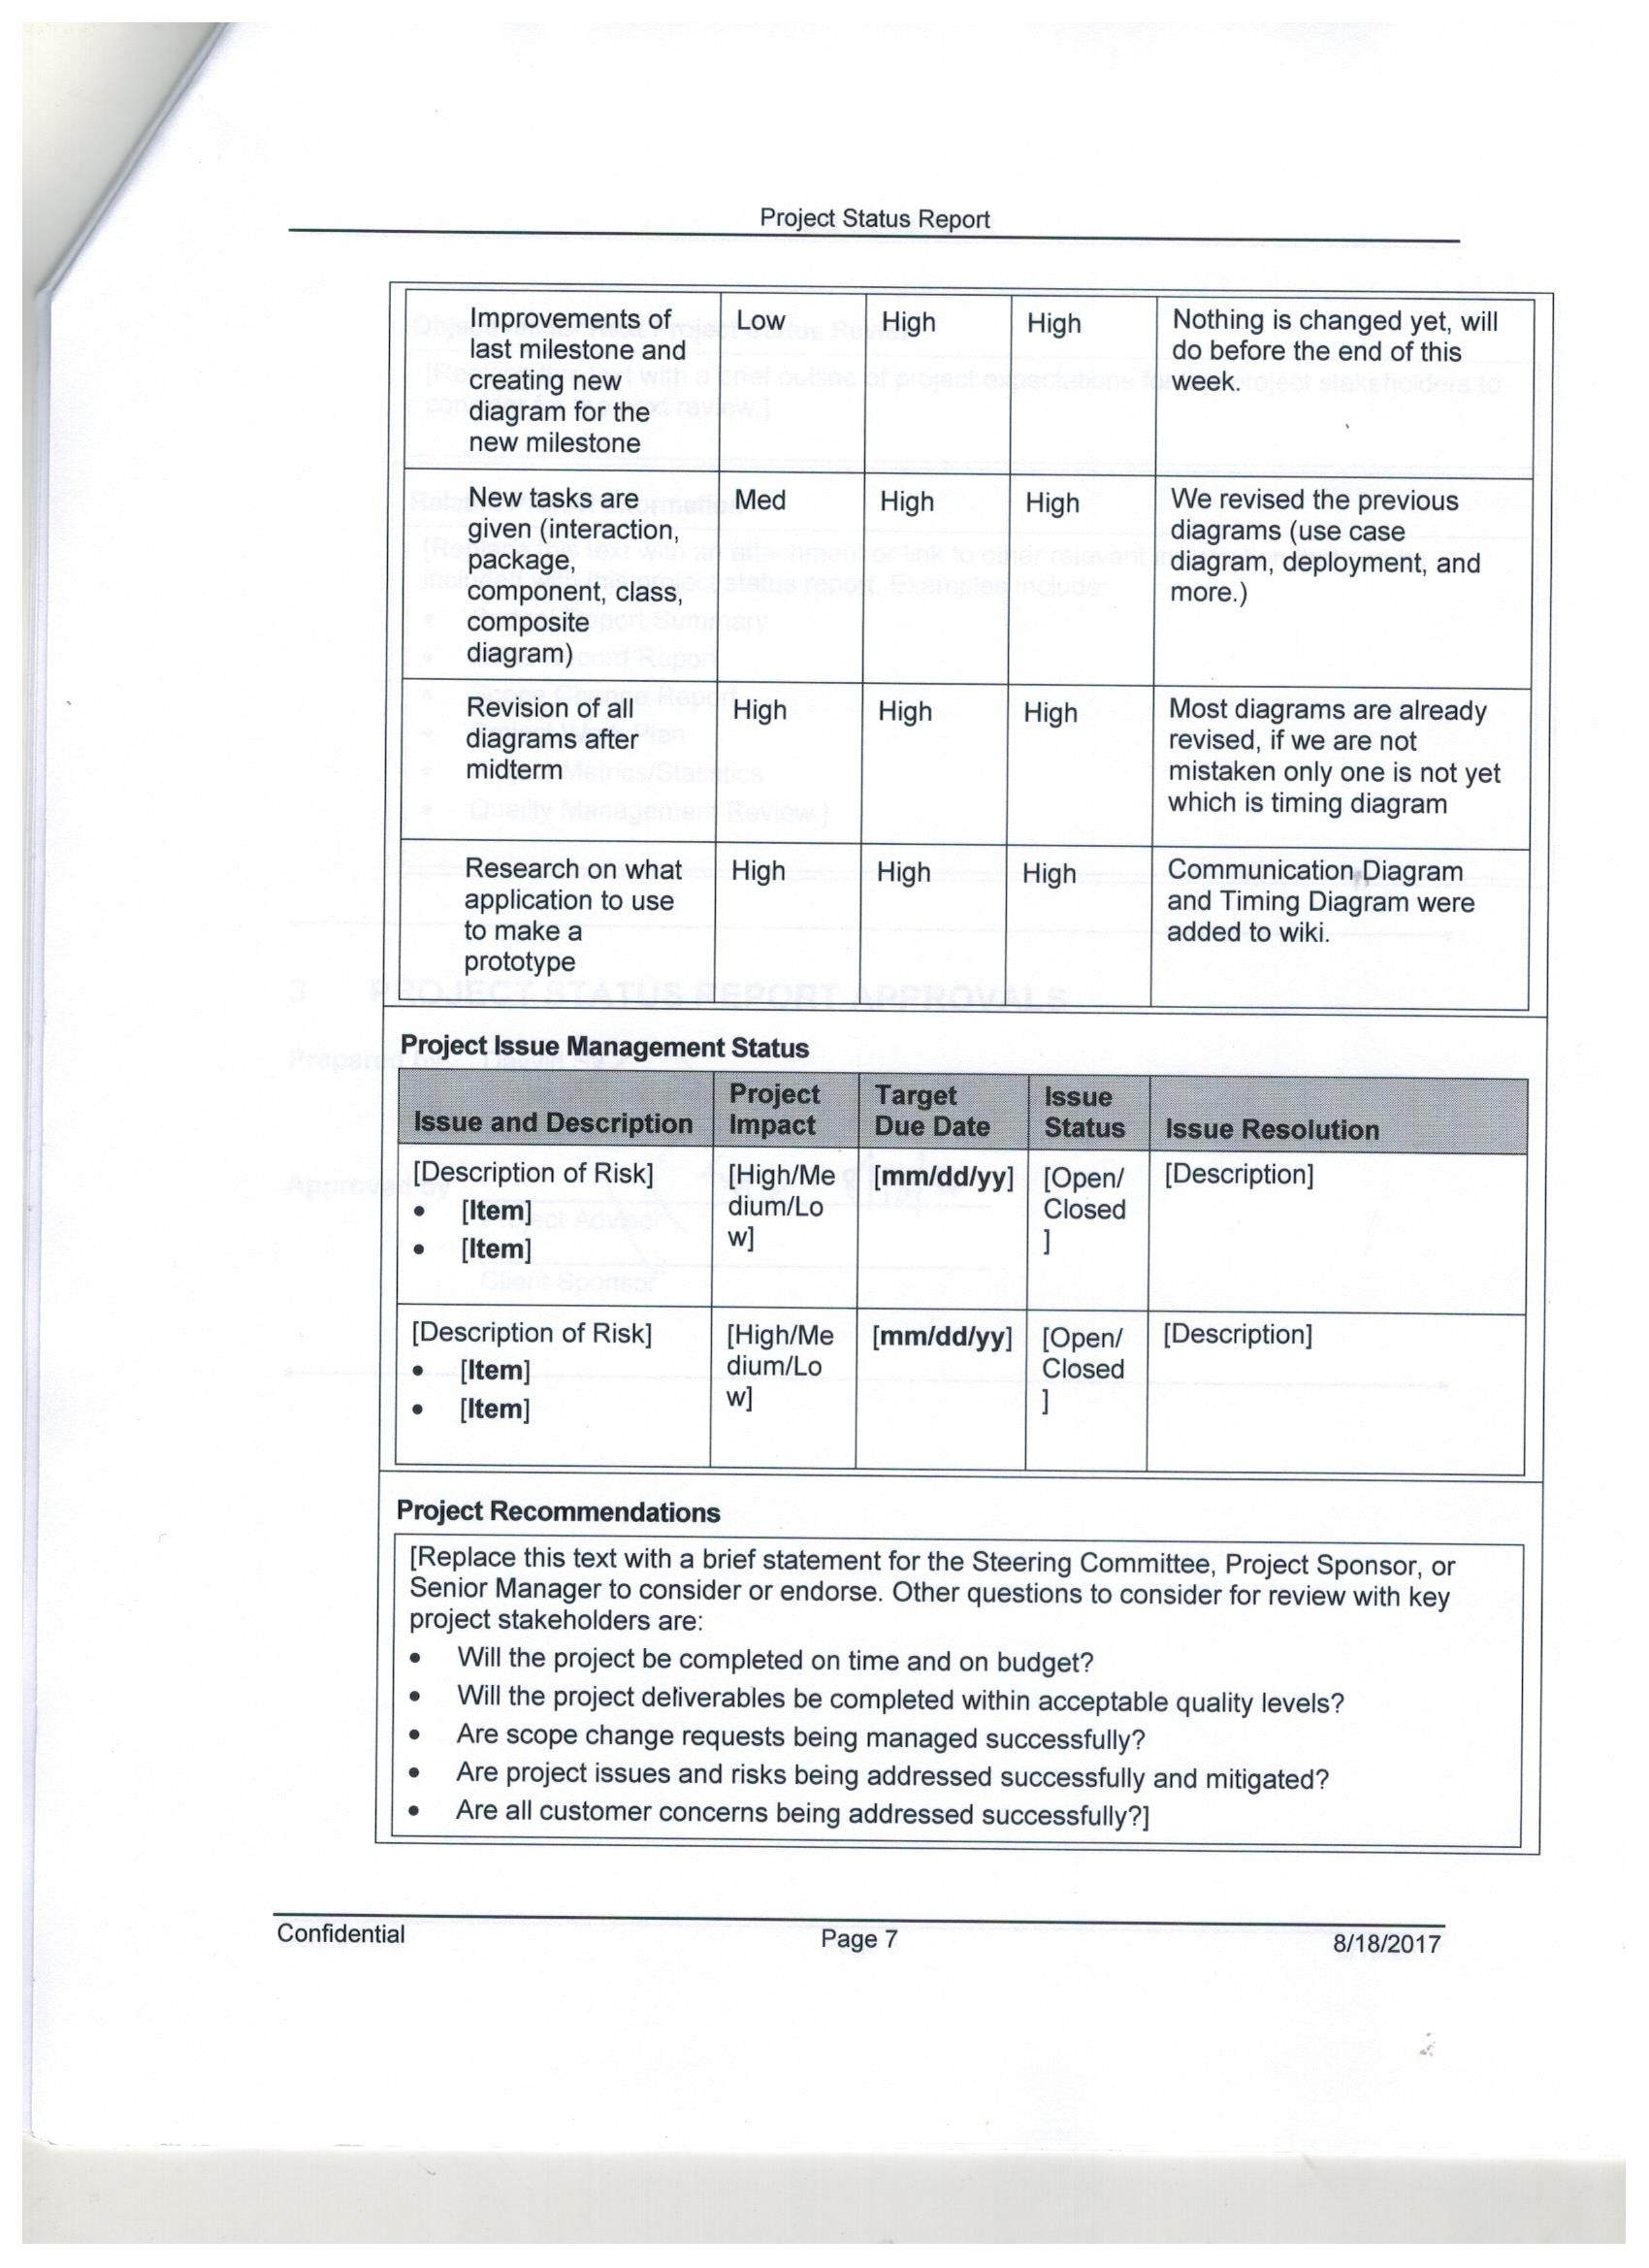 Project Status Report
Improvements of
last milestone and
creating new
diagram for the
new milestone
Low
High
High
Nothing is changed yet, will
do before the end of this
week.
New tasks are
given (interaction,
package,
component, class,
composite
diagram)
Med
High
High
We revised the previous
diagrams (use case
diagram, deployment, and
more.)
Revision of all
diagrams after
midterm
High
High
High
Most diagrams are already
revised, if we are not
mistaken only one is not yet
which is timing diagram
Research on what
application to use
to make a
prototype
High
High
High
Communication Diagram
and Timing Diagram were
added to wiki.
Project Issue Management Status
Issue and Description
Project
Impact
Target
Due Date
Issue
Status
Issue Resolution
[Description of Risk]
• [Item]
• [Item]
[High/Me
dium/Lo
w]
[mm/dd/yy]
[Open/
Closed
]
[Description]
[Description of Risk]
• [Item]
• [Item]
[High/Me
dium/Lo
w]
[mm/dd/yy]
[Open/
Closed
]
[Description]
Project Recommendations
[Replace this text with a brief statement for the Steering Committee, Project Sponsor, or
Senior Manager to consider or endorse. Other questions to consider for review with key
project stakeholders are:
• Will the project be completed on time and on budget?
• Will the project deliverables be completed within acceptable quality levels?
• Are scope change requests being managed successfully?
• Are project issues and risks being addressed successfully and mitigated?
• Are all customer concerns being addressed successfully?]
Confidential
Page 7
8/18/2017